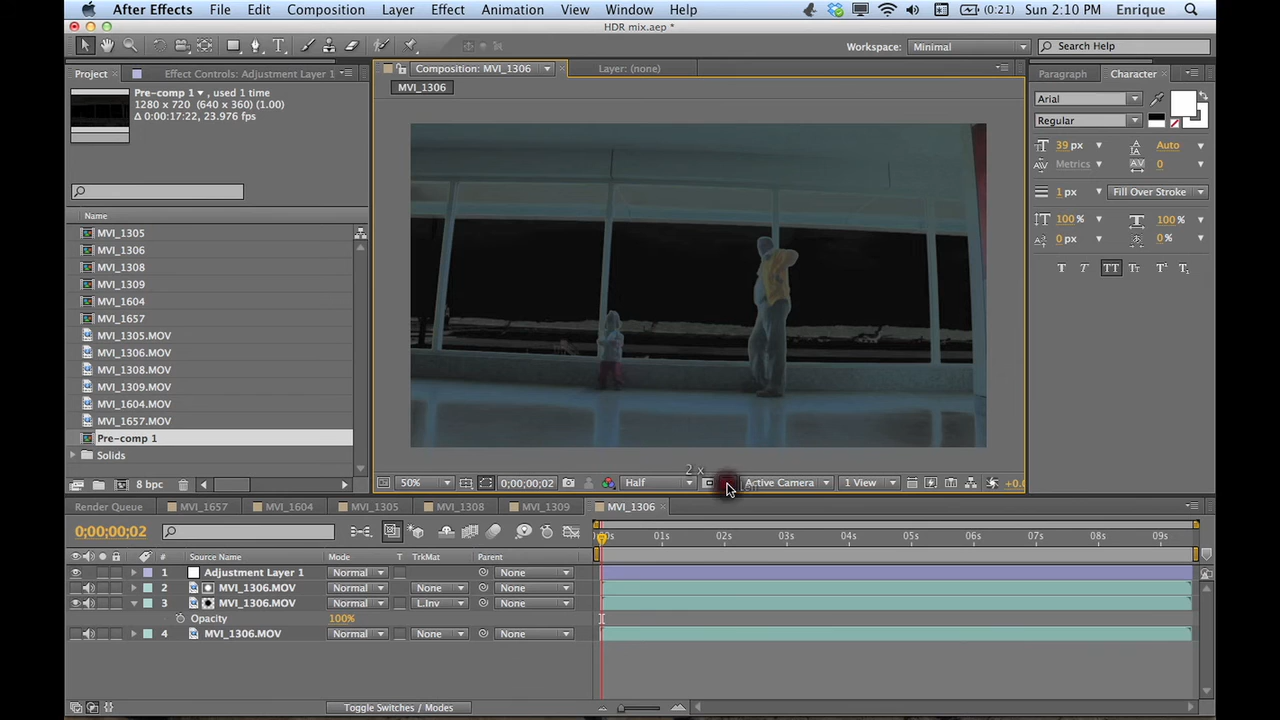 After Effects File Edit Composition Layer Effect Animation View Window Help (0:21) Sun 2:10 PM Enrique
HDR mix.aep *
Workspace: Minimal Search Help
Project Effect Controls: Adjustment Layer 1 Composition: MVI_1306 Layer: (none) Paragraph Character
Pre-comp 1 ▼, used 1 time
1280 x 720 (640 x 360) (1.00)
Δ 0:00:17:22, 23.976 fps
MVI_1306
Arial
Regular
39 px Auto
Metrics 0
1 px Fill Over Stroke
100% 100%
0 px 0%
T T TT Tr T¹ T₁
Name
MVI_1305
MVI_1306
MVI_1308
MVI_1309
MVI_1604
MVI_1657
MVI_1305.MOV
MVI_1306.MOV
MVI_1308.MOV
MVI_1309.MOV
MVI_1604.MOV
MVI_1657.MOV
Pre-comp 1
Solids
8 bpc
2 x
50% 0;00;00;02 Half Active Camera 1 View +0.0
Render Queue MVI_1657 MVI_1604 MVI_1305 MVI_1308 MVI_1309 MVI_1306
0;00;00;02
00s 01s 02s 03s 04s 05s 06s 07s 08s 09s
# Source Name Mode T TrkMat Parent
1 Adjustment Layer 1 Normal None
2 MVI_1306.MOV Normal None None
3 MVI_1306.MOV Normal L.Inv None
Opacity 100%
4 MVI_1306.MOV Normal None None
Toggle Switches / Modes